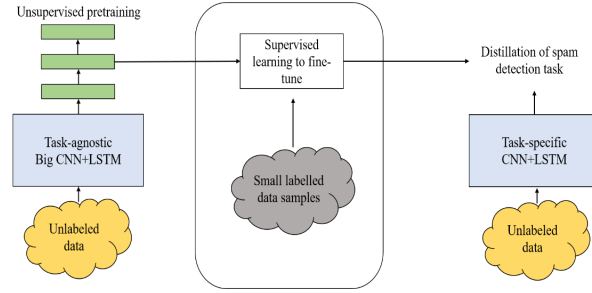 Unsupervised pretraining
Task-agnostic
Big CNN+LSTM
Unlabeled
data
Supervised
learning to fine-
tune
Small labelled
data samples
Distillation of spam
detection task
Task-specific
CNN+LSTM
Unlabeled
data